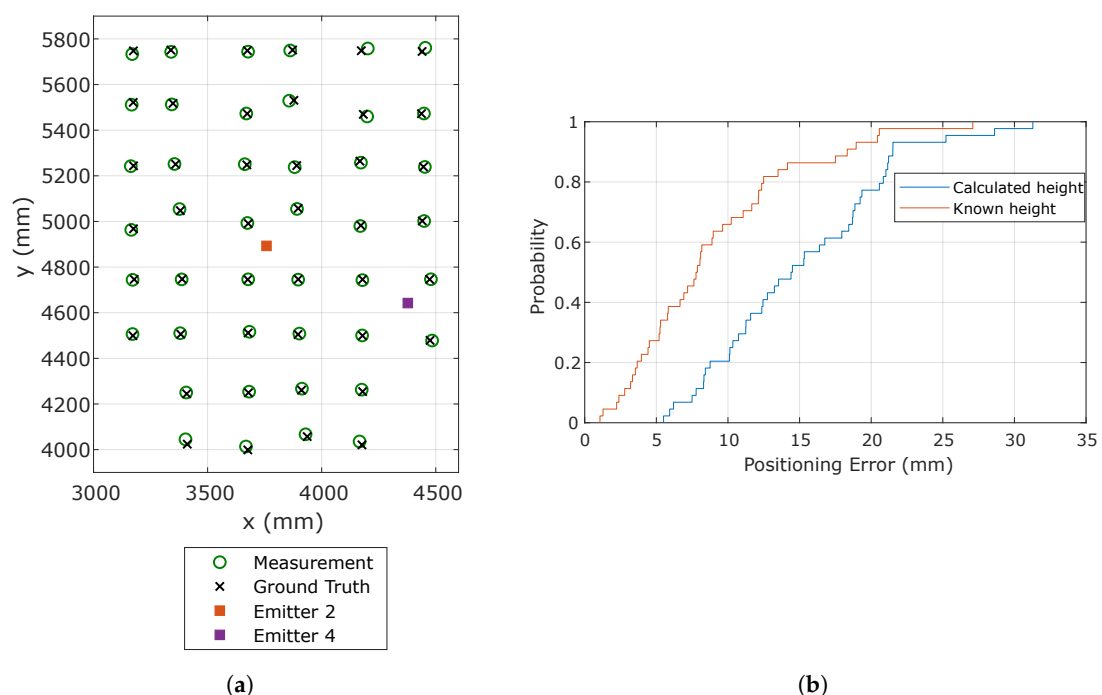 5800
5600
5400
5200
5000
4800
4600
4400
4200
4000
y (mm)
3000 3500 4000 4500
x (mm)
Measurement
Ground Truth
Emitter 2
Emitter 4
(a)
1
0.8
0.6
0.4
0.2
0
Probability
Calculated height
Known height
0 5 10 15 20 25 30 35
Positioning Error (mm)
(b)